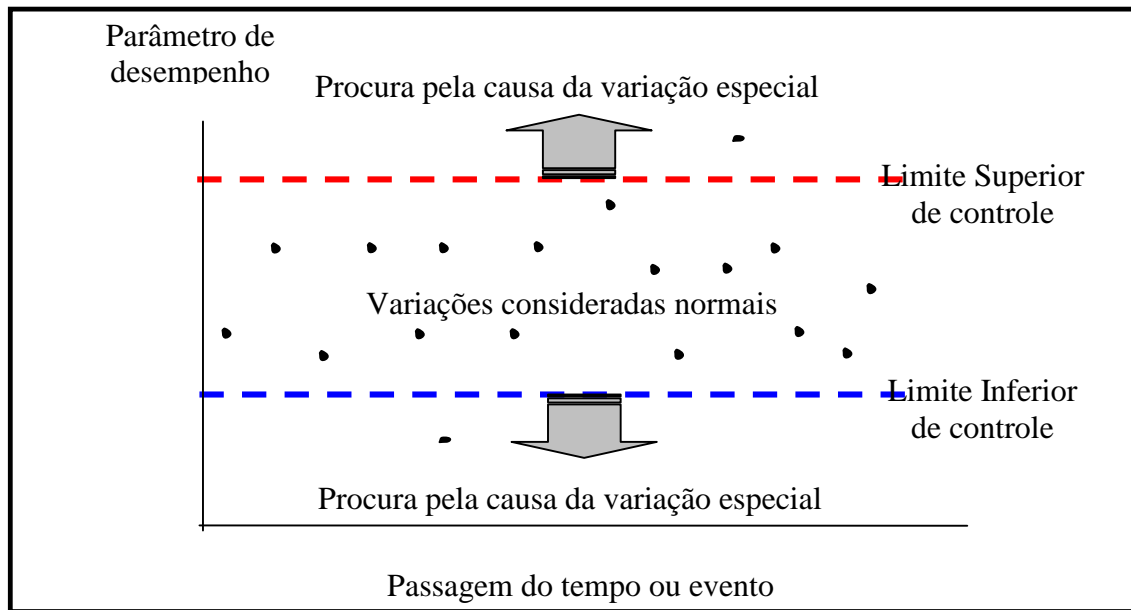 Parâmetro de
desempenho
Procura pela causa da variação especial
Limite Superior
de controle
Variações consideradas normais
Limite Inferior
de controle
Procura pela causa da variação especial
Passagem do tempo ou evento